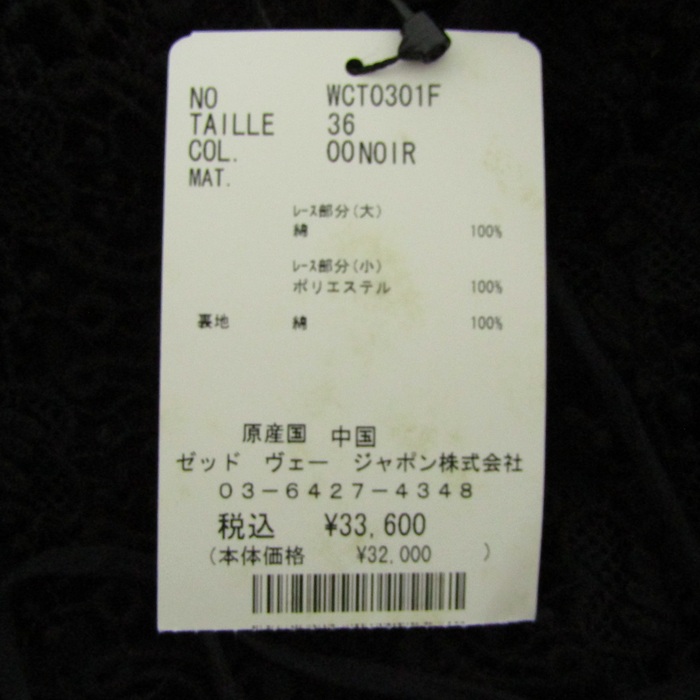 NO WCT0301F
TAILLE 36
COL. 00NOIR
MAT.
ﾚｰｽ部分(大)
綿 100%
ﾚｰｽ部分(小)
ポリエステル 100%
裏地 綿 100%
原産国 中国
ゼッド ヴェー ジャポン株式会社
03-6427-4348
税込 ¥33,600
(本体価格 ¥32,000 )